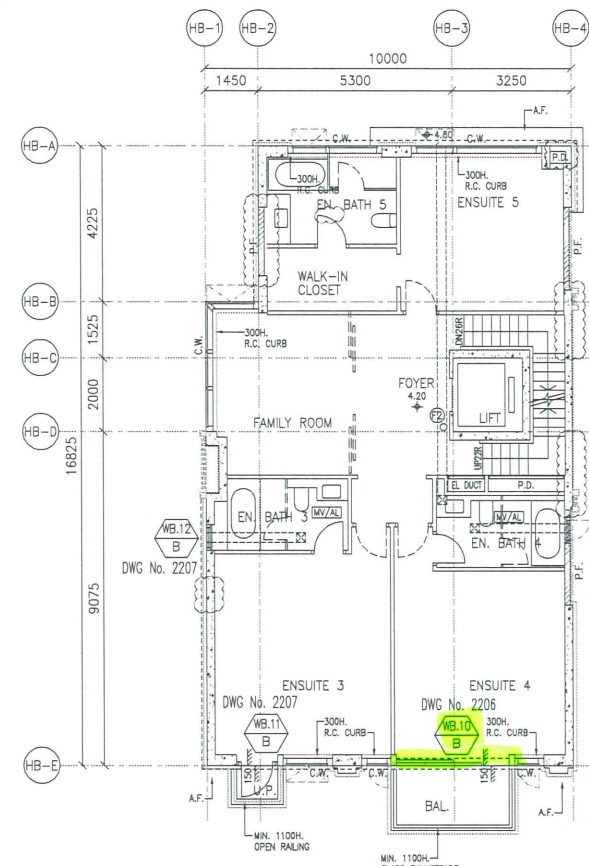 HB-1
HB-2
HB-3
HB-4
10000
1450
5300
3250
A.F.
HB-A
C.W.
4.80
C.W.
P.D.
300H.
R.C. CURB
300H.
R.C. CURB
EN. BATH 5
ENSUITE 5
4225
P.F.
P.F.
WALK-IN
CLOSET
HB-B
1525
C.W.
300H.
R.C. CURB
DN26R
HB-C
FOYER
4.20
2000
LIFT
F2
FAMILY ROOM
HB-D
16825
UP22R
EL DUCT
P.D.
EN. BATH 3
MV/AL
MV/AL
EN. BATH 4
WB.12
B
DWG No. 2207
P.F.
9075
ENSUITE 3
ENSUITE 4
DWG No. 2207
DWG No. 2206
WB.11
B
300H.
R.C. CURB
WB.10
B
300H.
R.C. CURB
HB-E
150
C.W.
150
C.W.
U.P.
A.F.
BAL.
A.F.
MIN. 1100H.
OPEN RAILING
MIN. 1100H.